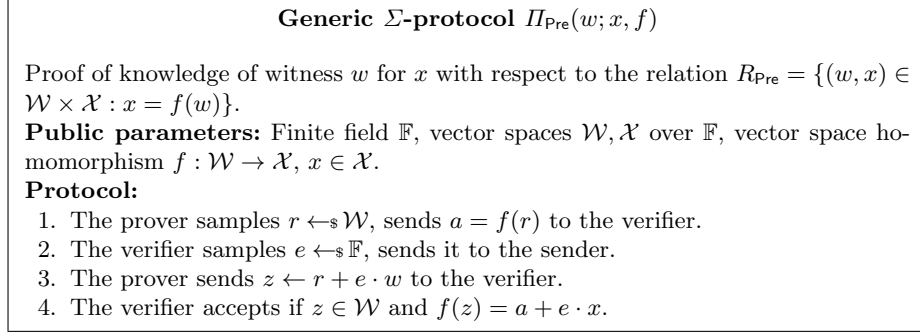 Generic Σ-protocol Π_Pre(w; x, f)
Proof of knowledge of witness w for x with respect to the relation R_Pre = {(w, x) ∈
𝒲 × 𝒳 : x = f(w)}.
Public parameters: Finite field 𝔽, vector spaces 𝒲, 𝒳 over 𝔽, vector space ho-
momorphism f : 𝒲 → 𝒳, x ∈ 𝒳.
Protocol:
1. The prover samples r ←$ 𝒲, sends a = f(r) to the verifier.
2. The verifier samples e ←$ 𝔽, sends it to the sender.
3. The prover sends z ← r + e · w to the verifier.
4. The verifier accepts if z ∈ 𝒲 and f(z) = a + e · x.